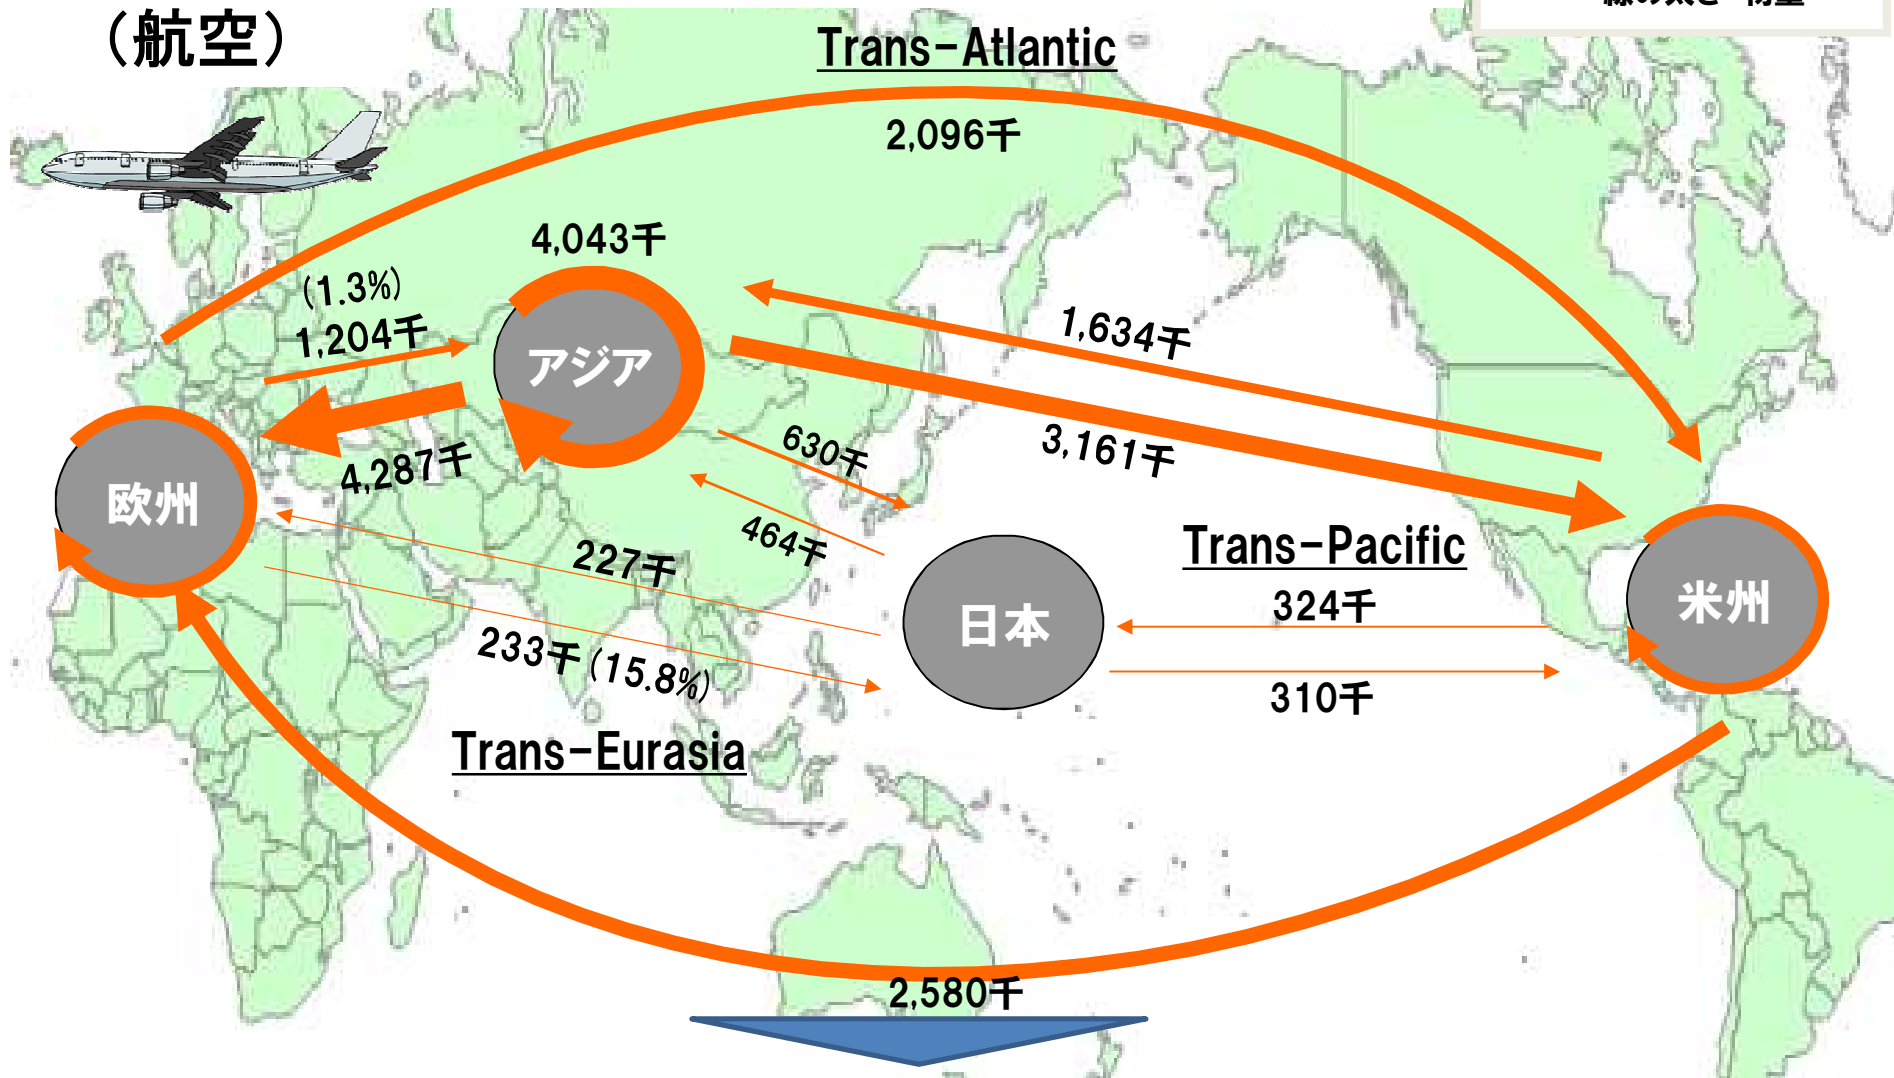 (航空)
Trans-Atlantic
2,096千
4,043千
(1.3%)
1,204千
アジア
1,634千
3,161千
4,287千
630千
464千
欧州
227千
233千 (15.8%)
日本
Trans-Pacific
324千
310千
米州
Trans-Eurasia
2,580千